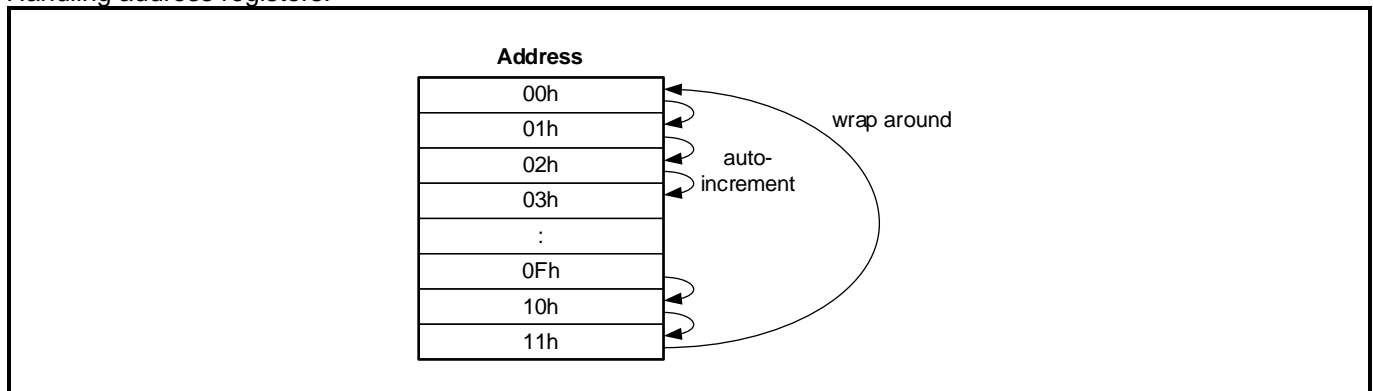 Handling address registers:
Address
00h
01h
02h
03h
:
0Fh
10h
11h
auto-
increment
wrap around